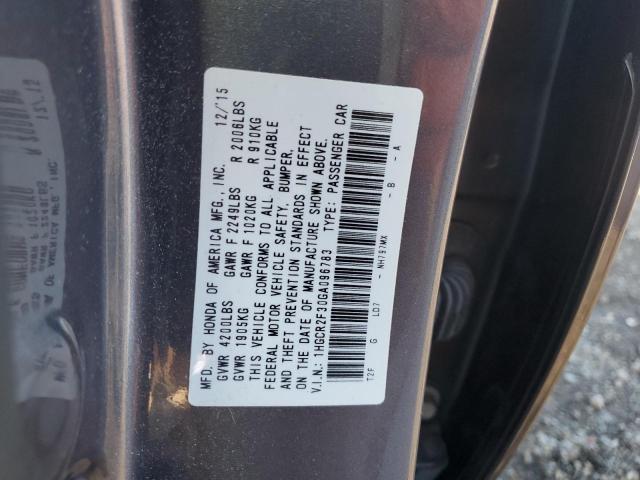 MFD. BY HONDA OF AMERICA MFG., INC. 12/15
GVWR 4200LBS GAWR F 2249LBS R 2006LBS
GVWR 1905KG GAWR F 1020KG R 910KG
THIS VEHICLE CONFORMS TO ALL APPLICABLE
FEDERAL MOTOR VEHICLE SAFETY, BUMPER,
AND THEFT PREVENTION STANDARDS IN EFFECT
ON THE DATE OF MANUFACTURE SHOWN ABOVE.
V.I.N.: 1HGCR2F30GA096783 TYPE: PASSENGER CAR
T2F G LD7 NH797MX - B - A